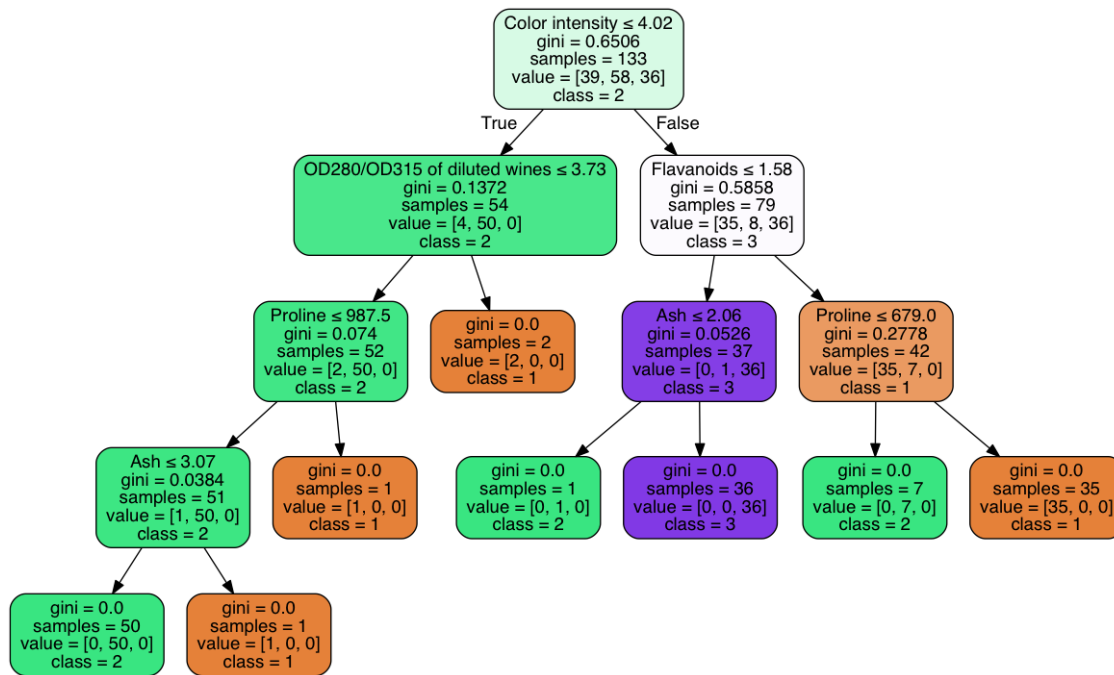 Color intensity ≤ 4.02
gini = 0.6506
samples = 133
value = [39, 58, 36]
class = 2
True
False
OD280/OD315 of diluted wines ≤ 3.73
gini = 0.1372
samples = 54
value = [4, 50, 0]
class = 2
Flavanoids ≤ 1.58
gini = 0.5858
samples = 79
value = [35, 8, 36]
class = 3
Proline ≤ 987.5
gini = 0.074
samples = 52
value = [2, 50, 0]
class = 2
gini = 0.0
samples = 2
value = [2, 0, 0]
class = 1
Ash ≤ 2.06
gini = 0.0526
samples = 37
value = [0, 1, 36]
class = 3
Proline ≤ 679.0
gini = 0.2778
samples = 42
value = [35, 7, 0]
class = 1
Ash ≤ 3.07
gini = 0.0384
samples = 51
value = [1, 50, 0]
class = 2
gini = 0.0
samples = 1
value = [1, 0, 0]
class = 1
gini = 0.0
samples = 1
value = [0, 1, 0]
class = 2
gini = 0.0
samples = 36
value = [0, 0, 36]
class = 3
gini = 0.0
samples = 7
value = [0, 7, 0]
class = 2
gini = 0.0
samples = 35
value = [35, 0, 0]
class = 1
gini = 0.0
samples = 50
value = [0, 50, 0]
class = 2
gini = 0.0
samples = 1
value = [1, 0, 0]
class = 1